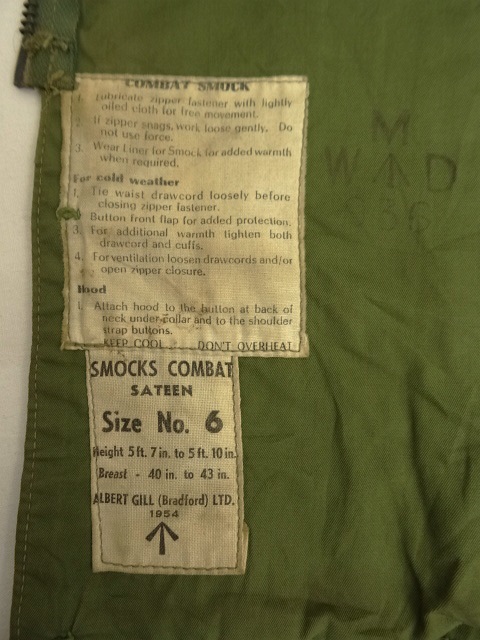 COMBAT SMOCK
1. Lubricate zipper fastener with lightly
oiled cloth for free movement.
If zipper snags, work loose gently. Do
not use force.
3. Wear Liner for Smock for added warmth
when required.
For cold weather
1. Tie waist drawcord loosely before
closing zipper fastener.
Button front flap for added protection.
3. For additional warmth tighten both
drawcord and cuffs.
4. For ventilation loosen drawcords and/or
open zipper closure.
Hood
1. Attach hood to the button at back of
neck under collar and to the shoulder
strap buttons.
KEEP COOL DON'T OVERHEAT
SMOCKS COMBAT
SATEEN
Size No. 6
Height 5 ft. 7 in. to 5 ft. 10 in.
Breast - 40 in. to 43 in.
ALBERT GILL (Bradford) LTD.
1954
M
W D